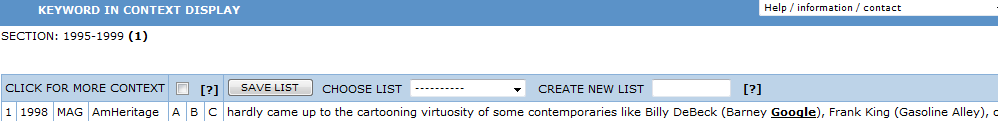 KEYWORD IN CONTEXT DISPLAY Help / information / contact
SECTION: 1995-1999 (1)
CLICK FOR MORE CONTEXT [?] SAVE LIST CHOOSE LIST ---------- CREATE NEW LIST [?]
1 1998 MAG AmHeritage A B C hardly came up to the cartooning virtuosity of some contemporaries like Billy DeBeck (Barney Google), Frank King (Gasoline Alley),